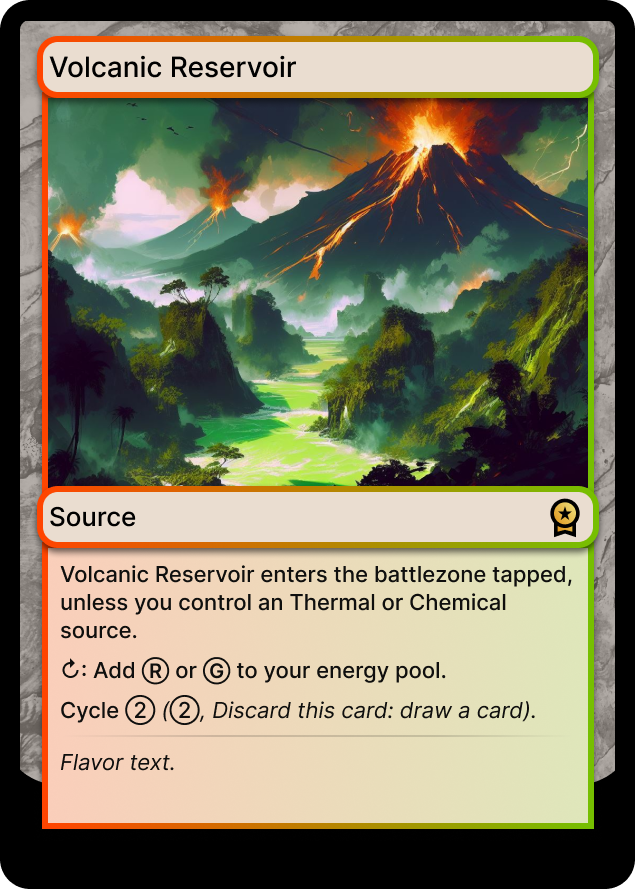 Volcanic Reservoir
Source
Volcanic Reservoir enters the battlezone tapped,
unless you control an Thermal or Chemical
source.
↻: Add Ⓡ or Ⓖ to your energy pool.
Cycle ② (②, Discard this card: draw a card).
Flavor text.